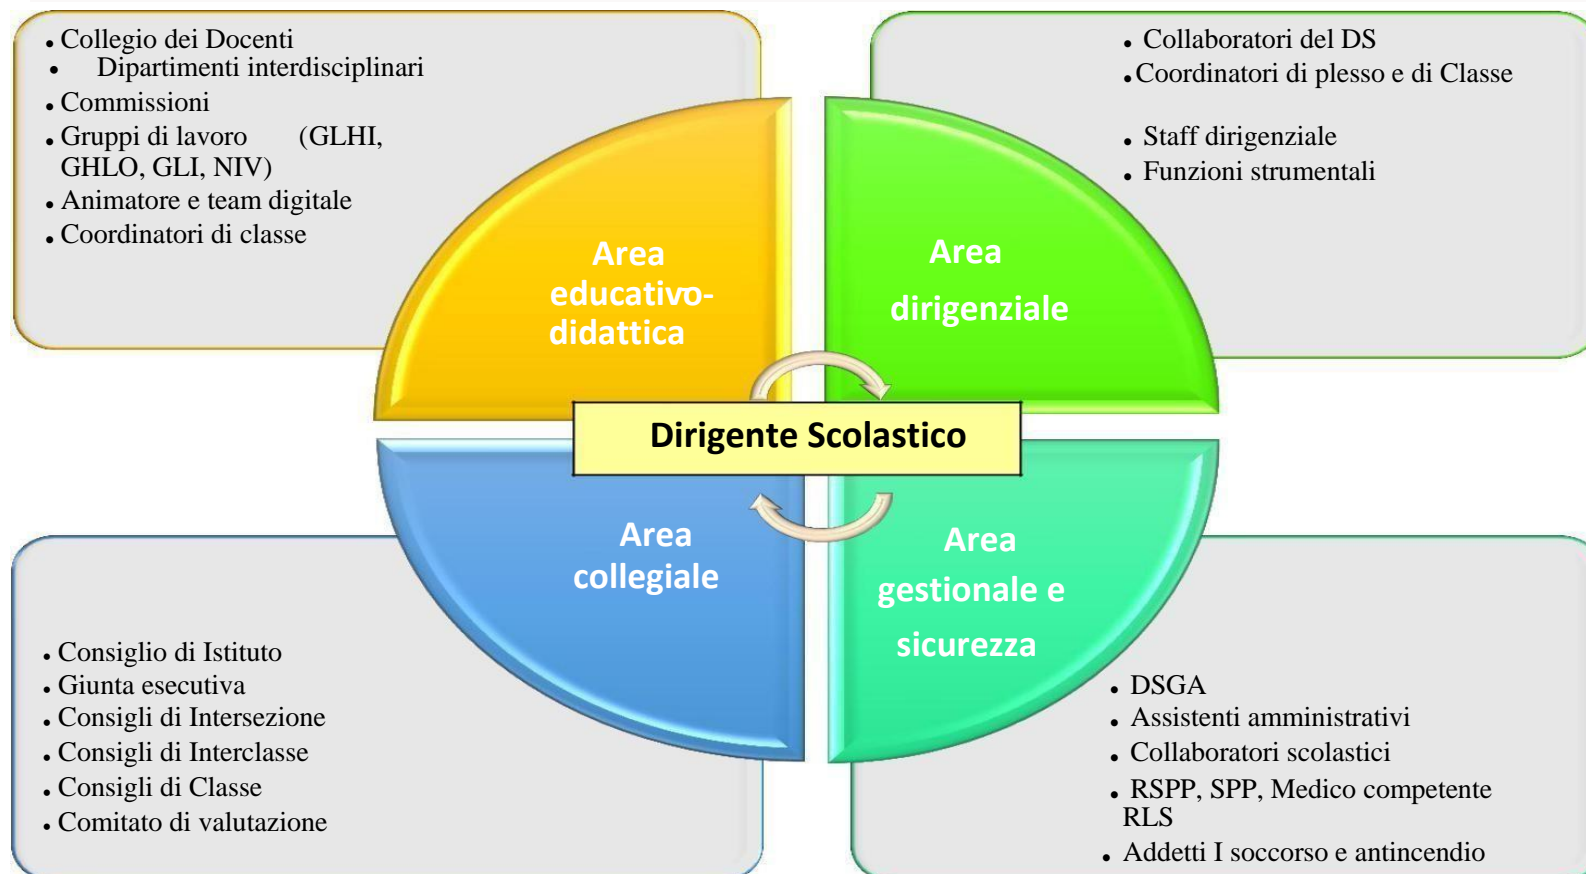 • Collegio dei Docenti
• Dipartimenti interdisciplinari
• Commissioni
• Gruppi di lavoro (GLHI,
GHLO, GLI, NIV)
• Animatore e team digitale
• Coordinatori di classe
• Collaboratori del DS
• Coordinatori di plesso e di Classe
• Staff dirigenziale
• Funzioni strumentali
Area
educativo-
didattica
Area
dirigenziale
Dirigente Scolastico
Area
collegiale
Area
gestionale e
sicurezza
• Consiglio di Istituto
• Giunta esecutiva
• Consigli di Intersezione
• Consigli di Interclasse
• Consigli di Classe
• Comitato di valutazione
• DSGA
• Assistenti amministrativi
• Collaboratori scolastici
• RSPP, SPP, Medico competente
RLS
• Addetti I soccorso e antincendio